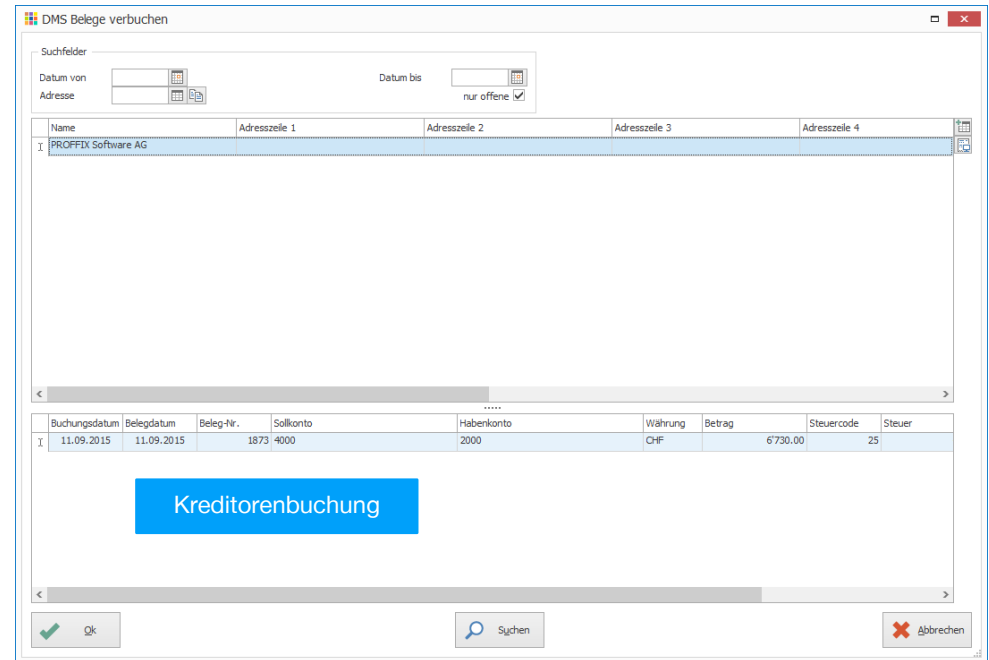 DMS Belege verbuchen
Suchfelder
Datum von Datum bis
Adresse nur offene
Name Adresszeile 1 Adresszeile 2 Adresszeile 3 Adresszeile 4
PROFFIX Software AG
Buchungsdatum Belegdatum Beleg-Nr. Sollkonto Habenkonto Währung Betrag Steuercode Steuer
11.09.2015 11.09.2015 1873 4000 2000 CHF 6'730.00 25
Kreditorenbuchung
Ok Suchen Abbrechen